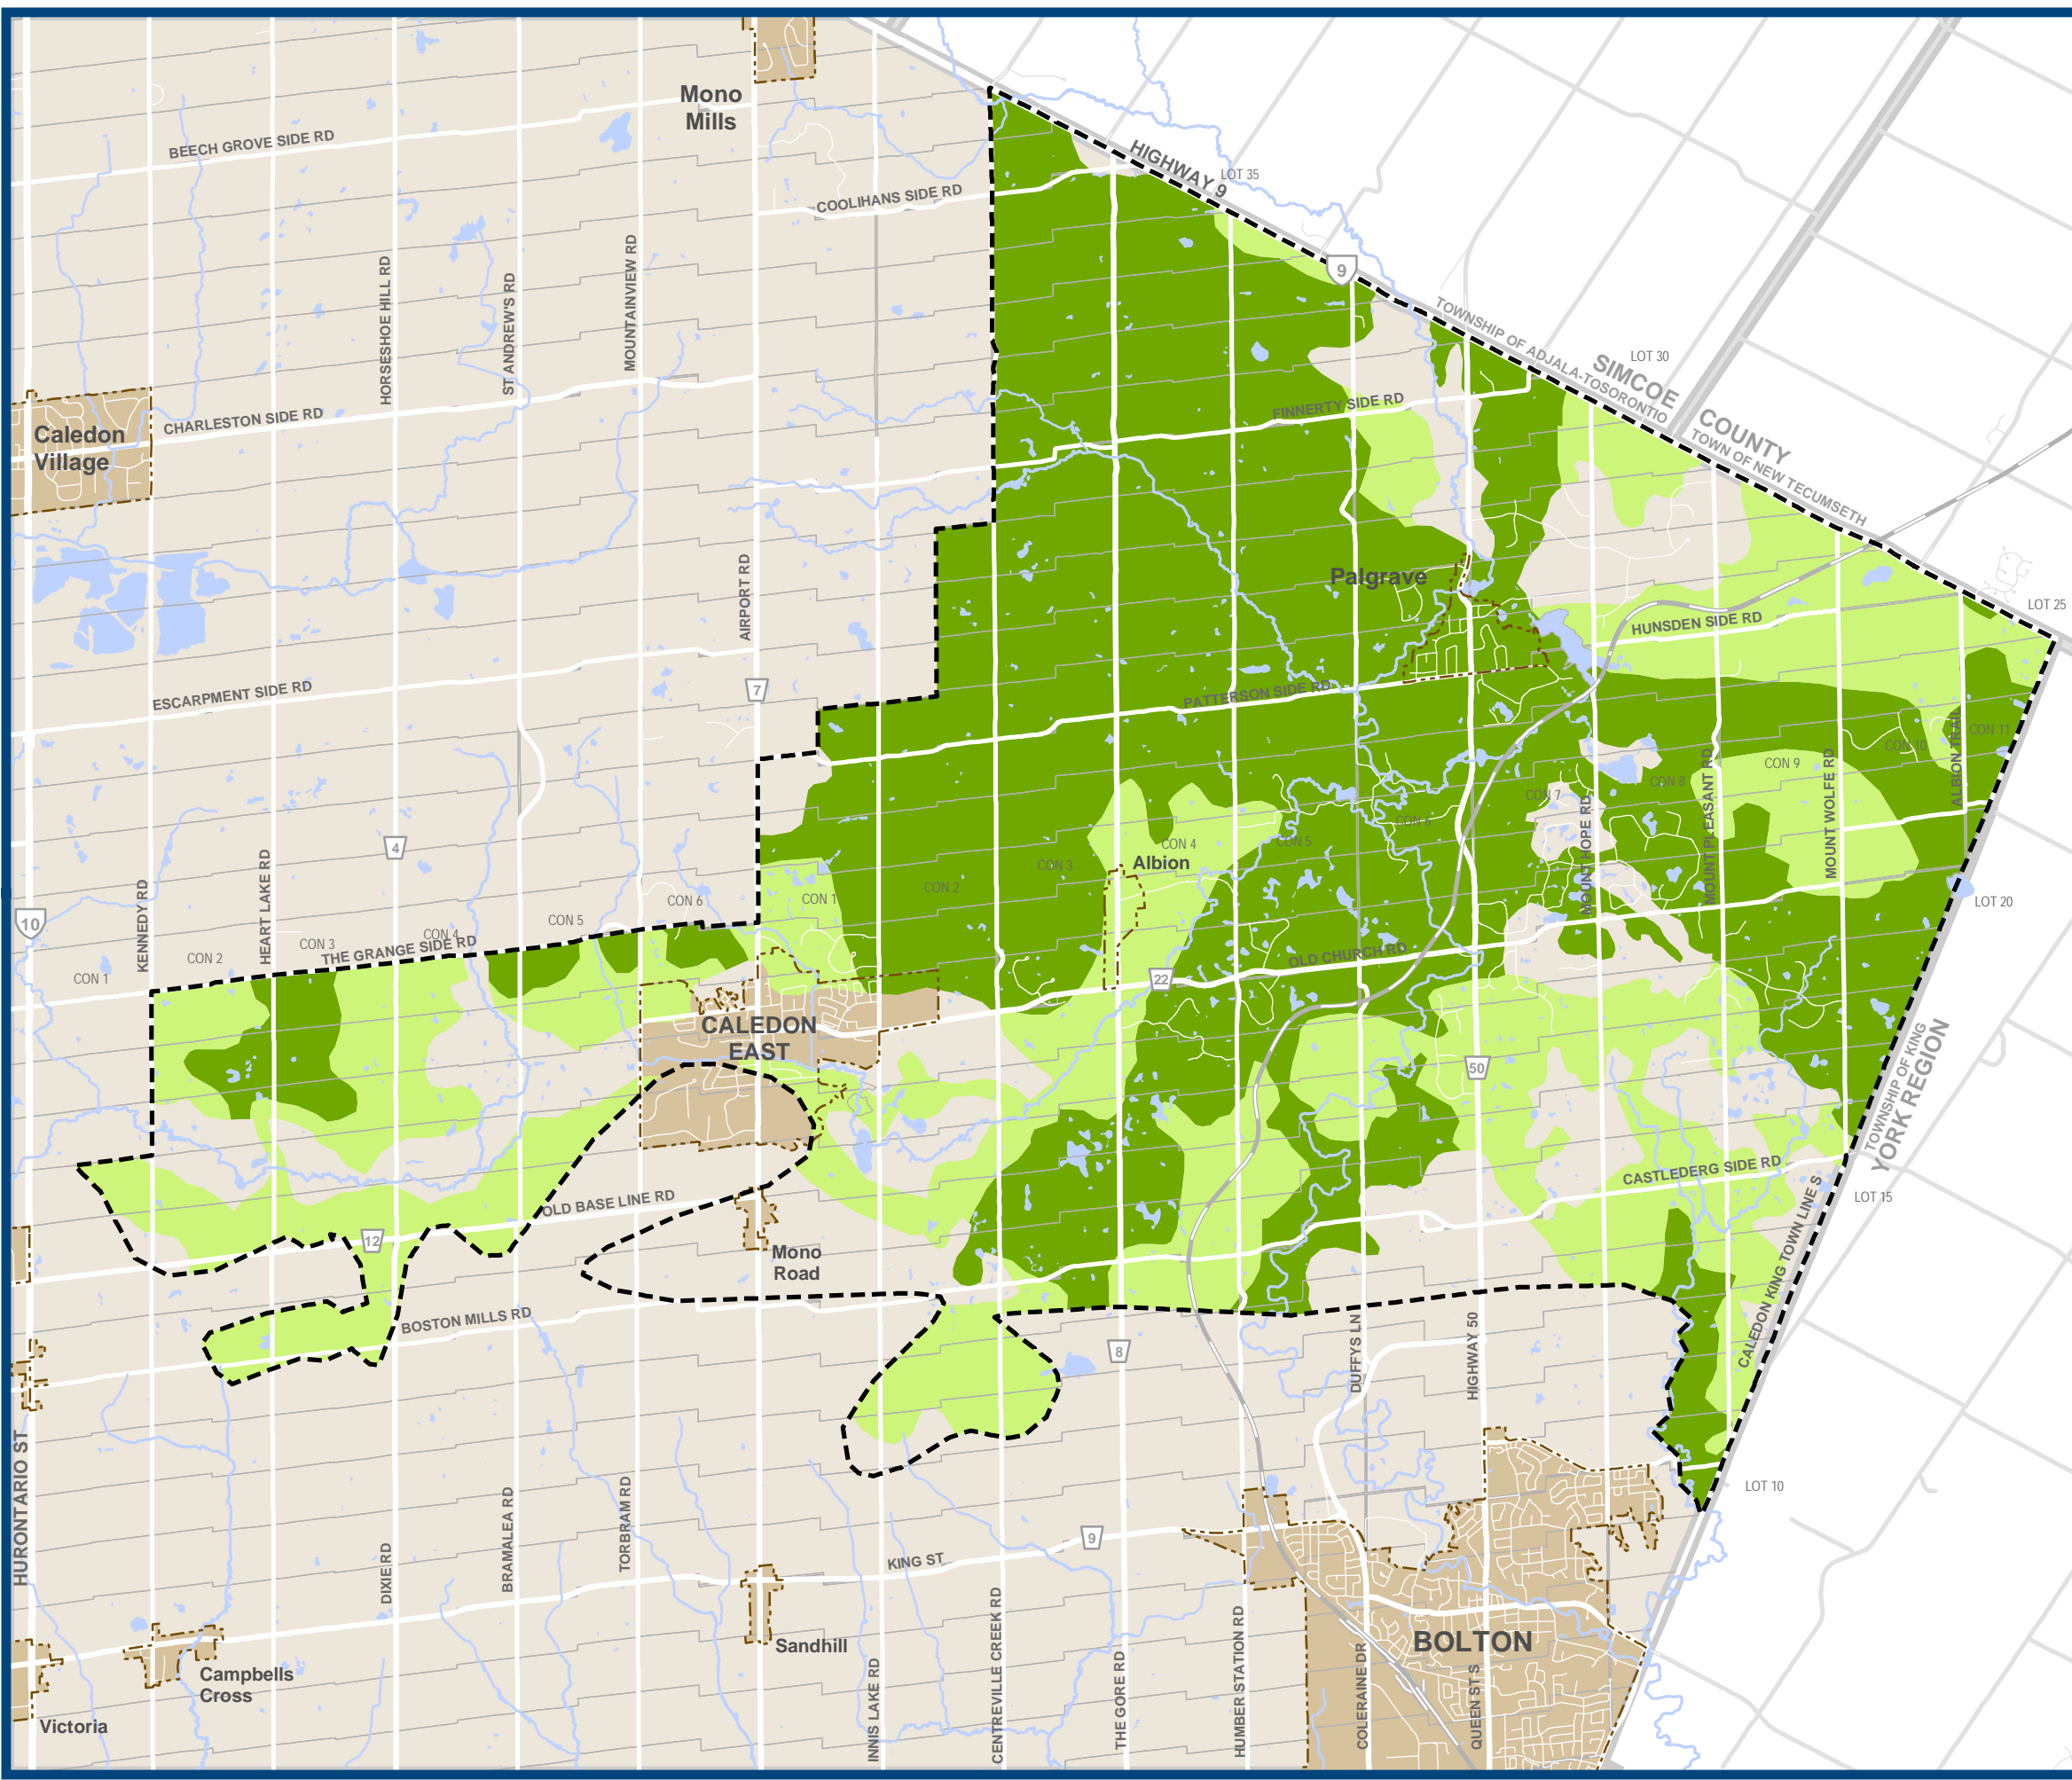 Mono
Mills
HIGHWAY 9
LOT 35
BEECH GROVE SIDE RD
COOLIHANS SIDE RD
HORSESHOE HILL RD
ST ANDREW'S RD
MOUNTAINVIEW RD
9
TOWNSHIP OF ADJALA-TOSORONTIO
SIMCOE
COUNTY
LOT 30
TOWN OF NEW TECUMSETH
FINNERTY SIDE RD
CHARLESTON SIDE RD
Caledon
Village
AIRPORT RD
Palgrave
LOT 25
HUNSDEN SIDE RD
ESCARPMENT SIDE RD
7
PATTERSON SIDE RD
CON 11
CON 10
CON 9
CON 8
CON 7
CON 6
CON 5
CON 4
CON 3
CON 2
CON 1
ALBION TRAIL
MOUNT WOLFE RD
MOUNT PLEASANT RD
MOUNT HOPE RD
4
Albion
KENNEDY RD
HEART LAKE RD
10
CON 1
CON 2
CON 3
CON 4
CON 5
CON 6
THE GRANGE SIDE RD
LOT 20
OLD CHURCH RD
22
CALEDON
EAST
50
TOWNSHIP OF KING
YORK REGION
CASTLEDERG SIDE RD
LOT 15
CALEDON KING TOWN LINE S
OLD BASE LINE RD
12
Mono
Road
BOSTON MILLS RD
8
DUFFYS LN
HIGHWAY 50
LOT 10
HURONTARIO ST
DIXIE RD
BRAMALEA RD
TORBRAM RD
9
KING ST
INNIS LAKE RD
CENTREVILLE CREEK RD
THE GORE RD
HUMBER STATION RD
COLERAINE DR
QUEEN ST S
BOLTON
Sandhill
Campbells
Cross
Victoria